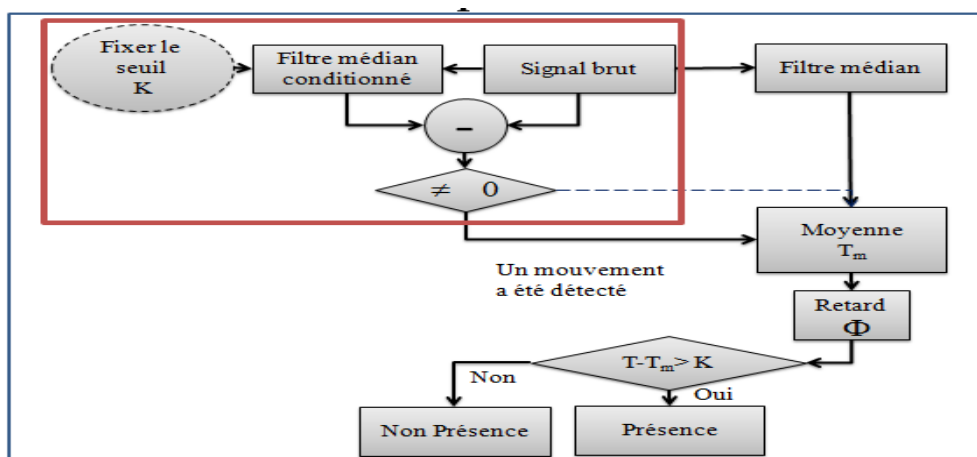 Fixer le
seuil
K
Filtre médian
conditionné
Signal brut
Filtre médian
-
≠ 0
Moyenne
Tm
Un mouvement
a été détecté
Retard
Φ
T-Tm> K
Non
Oui
Non Présence
Présence